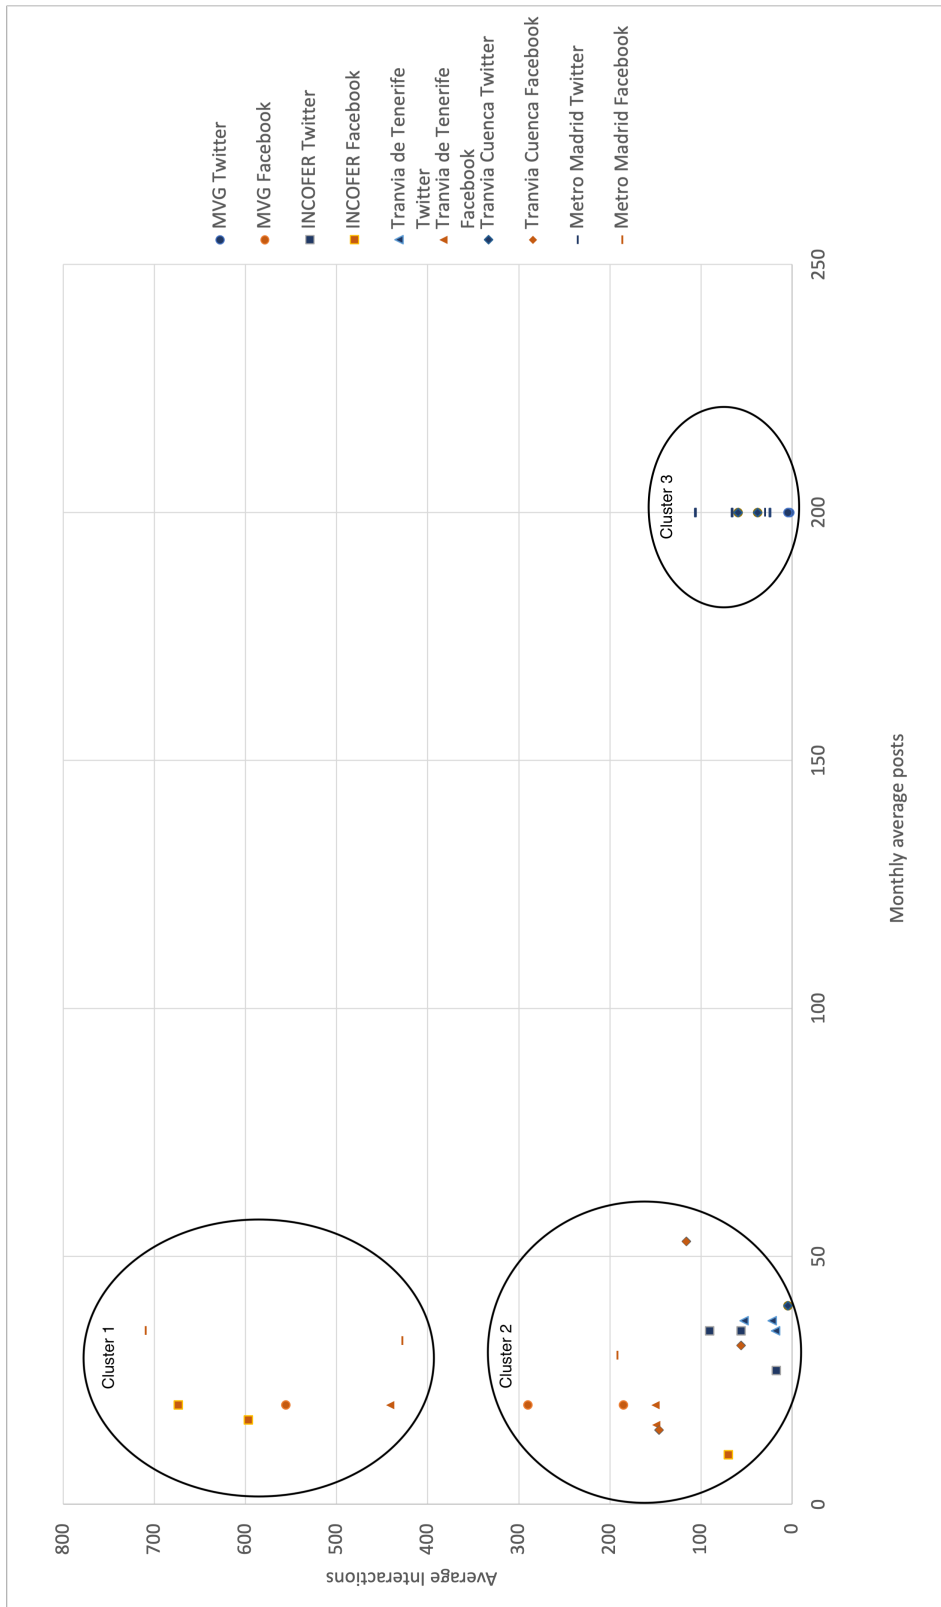 Average Interactions
800
700
600
500
400
300
200
100
0
0
50
100
150
200
250
Monthly average posts
Cluster 1
Cluster 2
Cluster 3
MVG Twitter
MVG Facebook
INCOFER Twitter
INCOFER Facebook
Tranvia de Tenerife
Twitter
Tranvia de Tenerife
Facebook
Tranvia Cuenca Twitter
Tranvia Cuenca Facebook
Metro Madrid Twitter
Metro Madrid Facebook